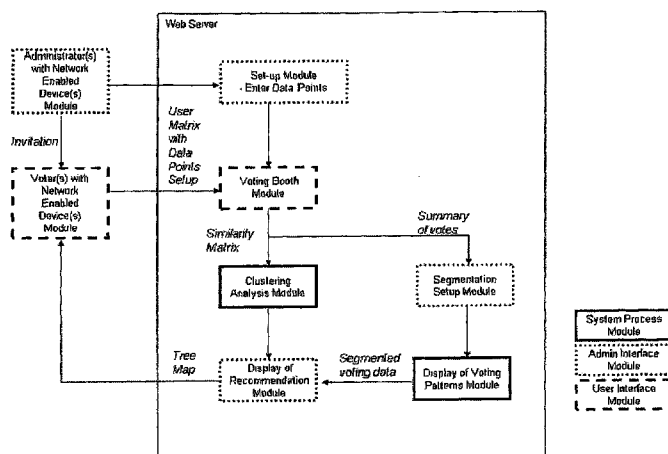 Web Server
Administrator(s)
with Network
Enabled
Device(s)
Module
Set-up Module
- Enter Data Points
Invitation
User
Matrix
with
Data
Points
Setup
Voter(s) with
Network
Enabled
Device(s)
Module
Voting Booth
Module
Similarity
Matrix
Summary
of votes
Clustering
Analysis Module
Segmentation
Setup Module
System Process
Module
Admin Interface
Module
User Interface
Module
Tree
Map
Display of
Recommendation
Module
Segmented
voting data
Display of Voting
Patterns Module